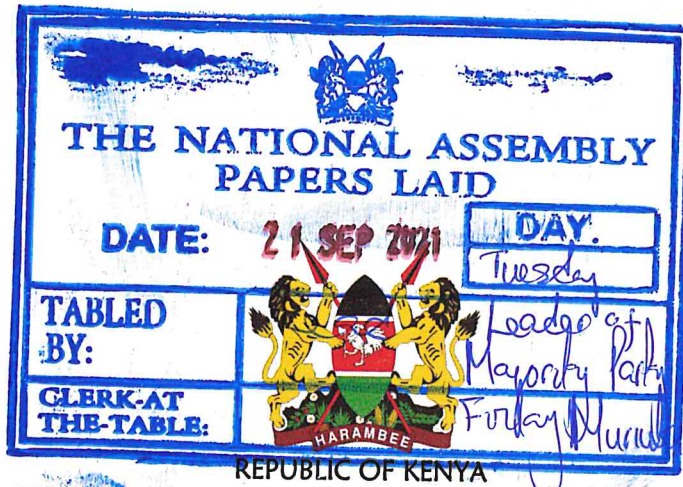 THE NATIONAL ASSEMBLY
PAPERS LAID
DATE: 21 SEP 2021 DAY.
Tuesday
TABLED
BY:
Leader of
Majority Party
CLERK-AT
THE-TABLE:
HARAMBEE
REPUBLIC OF KENYA